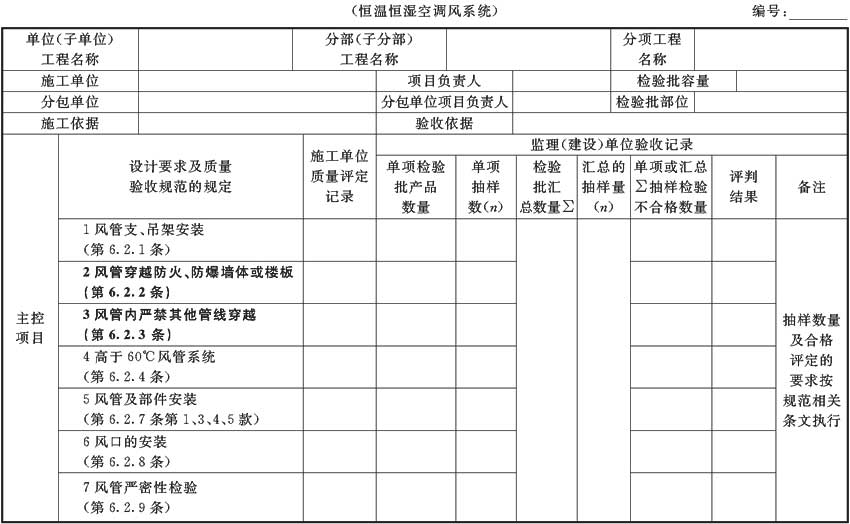 (恒温恒湿空调风系统)
编号:
单位(子单位)
工程名称
分部(子分部)
工程名称
分项工程
名称
施工单位
项目负责人
检验批容量
分包单位
分包单位项目负责人
检验批部位
施工依据
验收依据
设计要求及质量
验收规范的规定
施工单位
质量评定
记录
监理(建设)单位验收记录
单项检验
批产品
数量
单项
抽样
数(n)
检验
批汇
总数量Σ
汇总的
抽样量
(n)
单项或汇总
Σ抽样检验
不合格数量
评判
结果
备注
主控
项目
1 风管支、吊架安装
(第 6.2.1 条)
2 风管穿越防火、防爆墙体或楼板
(第 6.2.2 条)
3 风管内严禁其他管线穿越
(第 6.2.3 条)
4 高于 60℃风管系统
(第 6.2.4 条)
5 风管及部件安装
(第 6.2.7 条第 1、3、4、5 款)
6 风口的安装
(第 6.2.8 条)
7 风管严密性检验
(第 6.2.9 条)
抽样数量
及合格
评定的
要求按
规范相关
条文执行